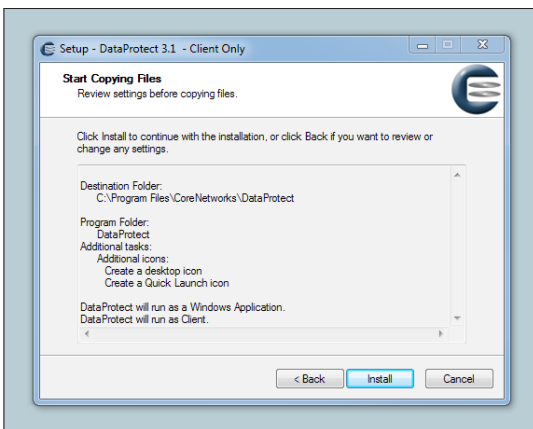 Setup - DataProtect 3.1 - Client Only
Start Copying Files
Review settings before copying files.
Click Install to continue with the installation, or click Back if you want to review or
change any settings.
Destination Folder:
C:\Program Files\CoreNetworks\DataProtect
Program Folder:
DataProtect
Additional tasks:
Additional icons:
Create a desktop icon
Create a Quick Launch icon
DataProtect will run as a Windows Application.
DataProtect will run as Client.
< Back
Install
Cancel